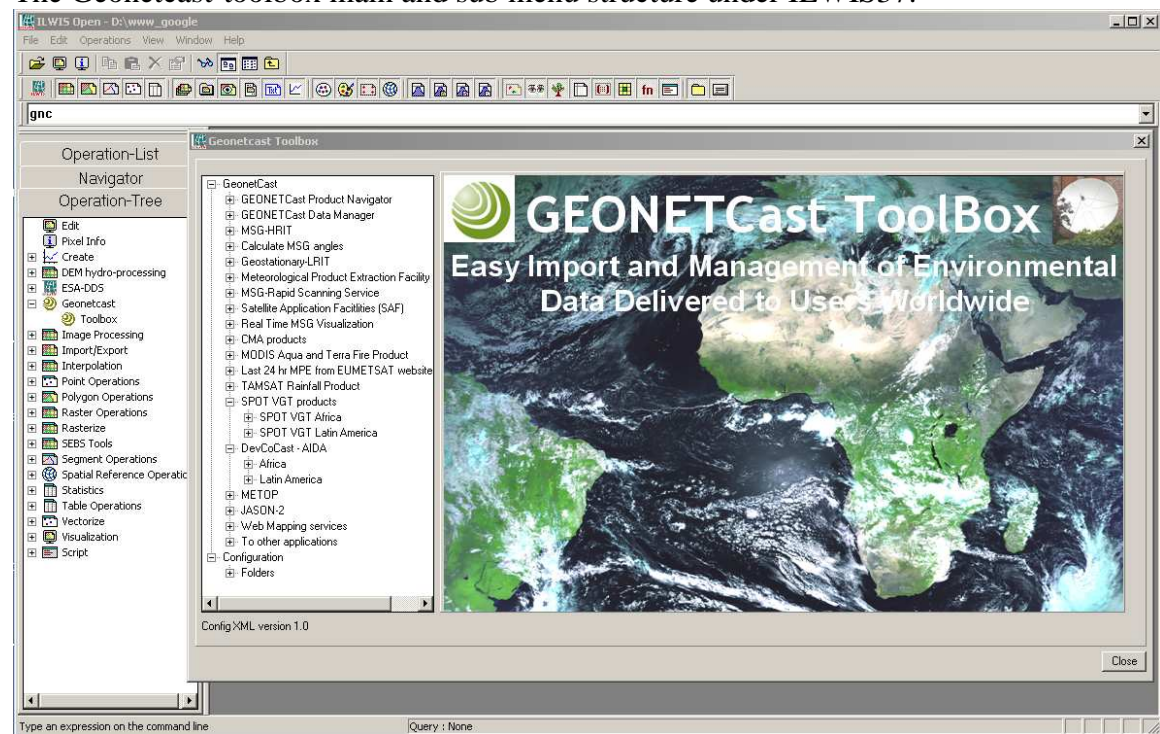 The Geonetcast toolbox main and sub menu structure under ILWIS37:
ILWIS Open - D:\www_google
File Edit Operations View Window Help
gnc
Operation-List
Navigator
Operation-Tree
Edit
Pixel Info
Create
DEM hydro-processing
ESA-DDS
Geonetcast
Toolbox
Image Processing
Import/Export
Interpolation
Point Operations
Polygon Operations
Raster Operations
Rasterize
SEBS Tools
Segment Operations
Spatial Reference Operatio
Statistics
Table Operations
Vectorize
Visualization
Script
Geonetcast Toolbox
GeonetCast
GEONETCast Product Navigator
GEONETCast Data Manager
MSG-HRIT
Calculate MSG angles
Geostationary-LRIT
Meteorological Product Extraction Facility
MSG-Rapid Scanning Service
Satellite Application Facitlities (SAF)
Real Time MSG Visualization
CMA products
MODIS Aqua and Terra Fire Product
Last 24 hr MPE from EUMETSAT website
TAMSAT Rainfall Product
SPOT VGT products
SPOT VGT Africa
SPOT VGT Latin America
DevCoCast - AIDA
Africa
Latin America
METOP
JASON-2
Web Mapping services
To other applications
Configuration
Folders
GEONETCast ToolBox
Easy Import and Management of Environmental
Data Delivered to Users Worldwide
Config XML version 1.0
Close
Type an expression on the command line
Query : None